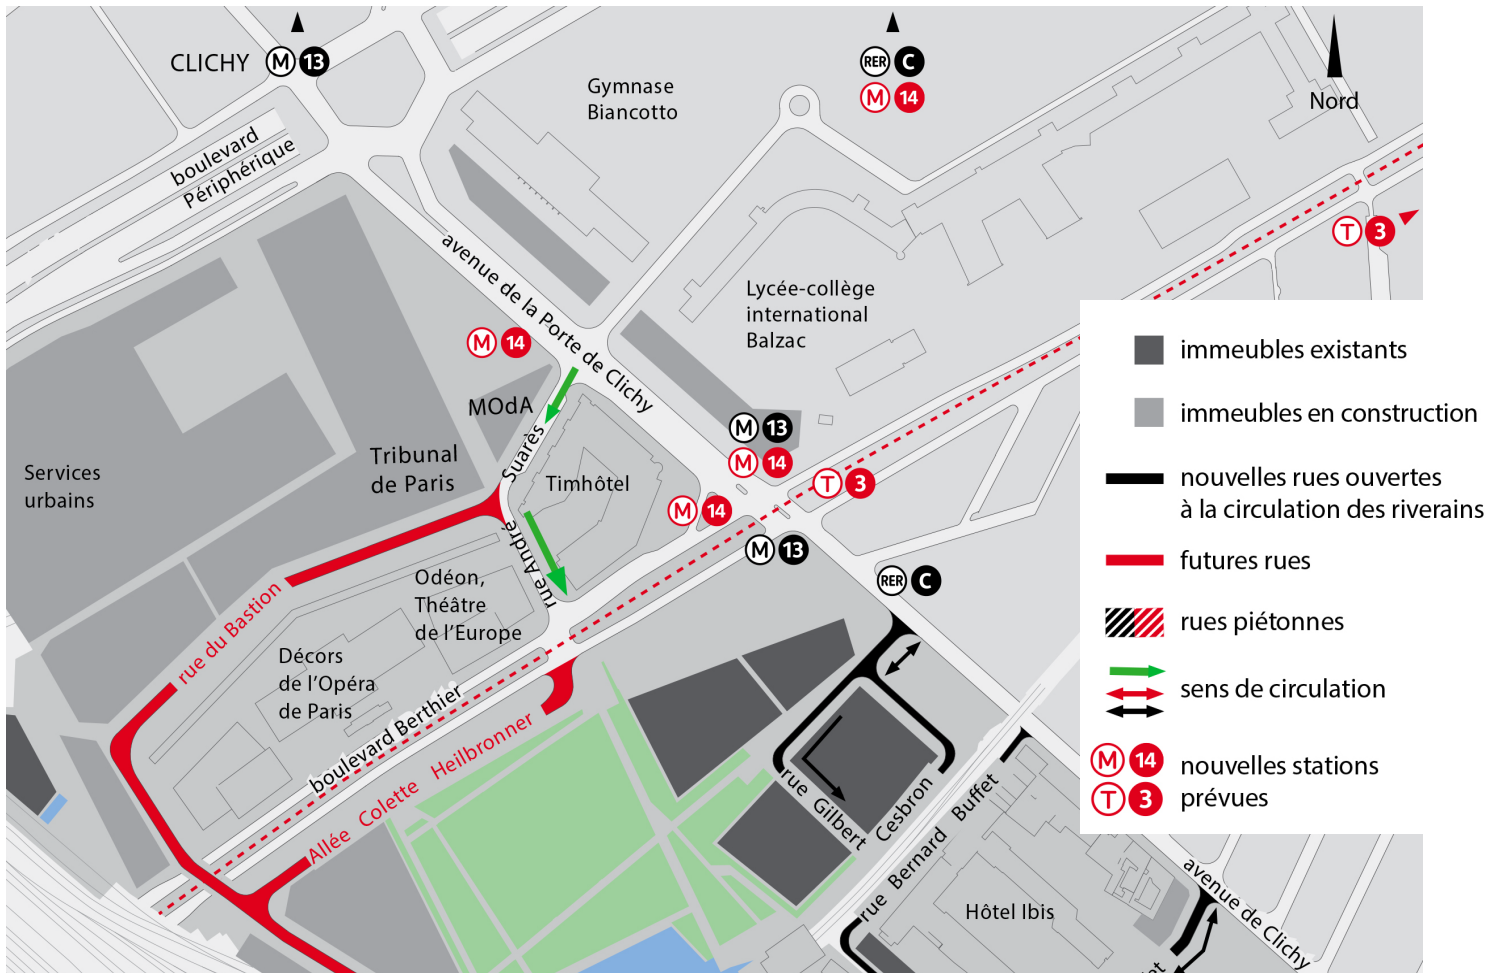 CLICHY M 13
RER C
M 14
Nord
Gymnase
Biancotto
boulevard
Périphérique
T 3
avenue de la Porte de Clichy
Lycée-collège
international
Balzac
M 14
MOdA
Tribunal
de Paris
Services
urbains
rue André Suarès
Timhôtel
M 13
M 14
T 3
M 14
M 13
RER C
Odéon,
Théâtre
de l’Europe
rue du Bastion
Décors
de l’Opéra
de Paris
boulevard Berthier
Allée Colette Heilbronner
rue Gilbert Cesbron
rue Bernard Buffet
Hôtel Ibis
avenue de Clichy
immeubles existants
immeubles en construction
nouvelles rues ouvertes
à la circulation des riverains
futures rues
rues piétonnes
sens de circulation
M 14
T 3
nouvelles stations
prévues